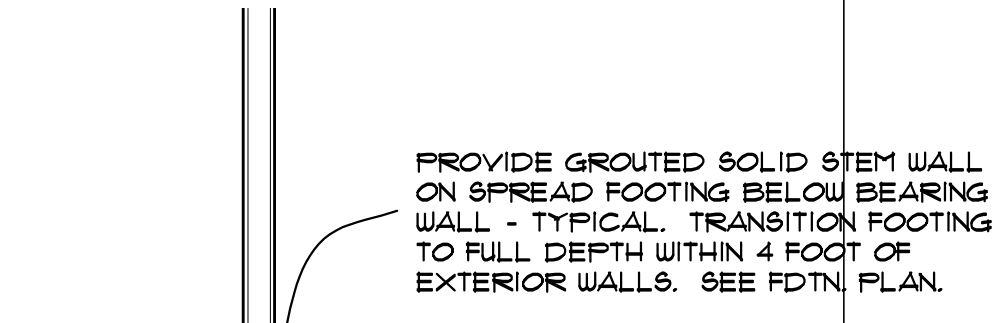 PROVIDE GROUTED SOLID STEM WALL
ON SPREAD FOOTING BELOW BEARING
WALL - TYPICAL.  TRANSITION FOOTING
TO FULL DEPTH WITHIN 4 FOOT OF
EXTERIOR WALLS.  SEE FDTN. PLAN.